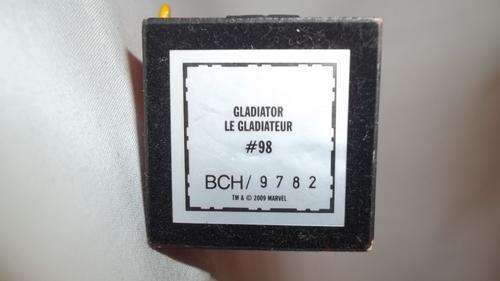 GLADIATOR
LE GLADIATEUR
#98
BCH/9782
TM & © 2009 MARVEL